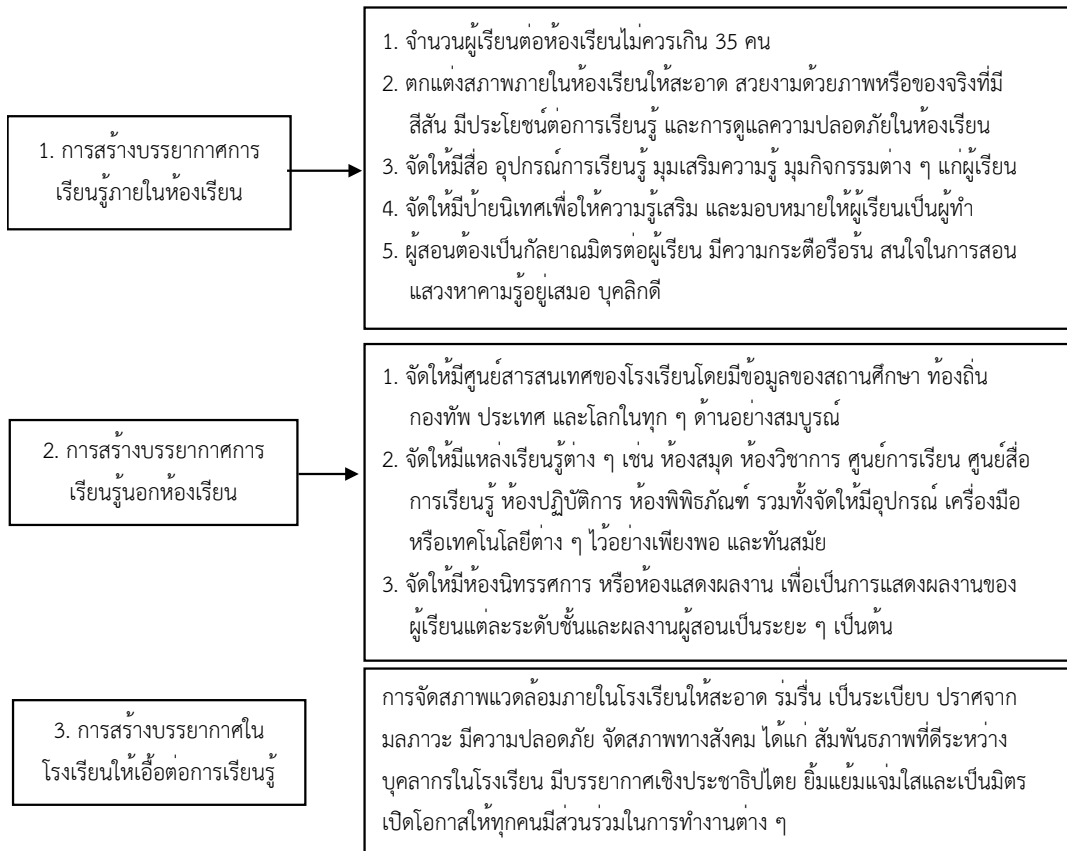 1. การสร้างบรรยากาศการ
เรียนรู้ภายในห้องเรียน
1. จำนวนผู้เรียนต่อห้องเรียนไม่ควรเกิน 35 คน
2. ตกแต่งสภาพภายในห้องเรียนให้สะอาด สวยงามด้วยภาพหรือของจริงที่มี
สีสัน มีประโยชน์ต่อการเรียนรู้ และการดูแลความปลอดภัยในห้องเรียน
3. จัดให้มีสื่อ อุปกรณ์การเรียนรู้ มุมเสริมความรู้ มุมกิจกรรมต่าง ๆ แก่ผู้เรียน
4. จัดให้มีป้ายนิเทศเพื่อให้ความรู้เสริม และมอบหมายให้ผู้เรียนเป็นผู้ทำ
5. ผู้สอนต้องเป็นกัลยาณมิตรต่อผู้เรียน มีความกระตือรือร้น สนใจในการสอน
แสวงหาคามรู้อยู่เสมอ บุคลิกดี
2. การสร้างบรรยากาศการ
เรียนรู้นอกห้องเรียน
1. จัดให้มีศูนย์สารสนเทศของโรงเรียนโดยมีข้อมูลของสถานศึกษา ท้องถิ่น
กองทัพ ประเทศ และโลกในทุก ๆ ด้านอย่างสมบูรณ์
2. จัดให้มีแหล่งเรียนรู้ต่าง ๆ เช่น ห้องสมุด ห้องวิชาการ ศูนย์การเรียน ศูนย์สื่อ
การเรียนรู้ ห้องปฏิบัติการ ห้องพิพิธภัณฑ์ รวมทั้งจัดให้มีอุปกรณ์ เครื่องมือ
หรือเทคโนโลยีต่าง ๆ ไว้อย่างเพียงพอ และทันสมัย
3. จัดให้มีห้องนิทรรศการ หรือห้องแสดงผลงาน เพื่อเป็นการแสดงผลงานของ
ผู้เรียนแต่ละระดับชั้นและผลงานผู้สอนเป็นระยะ ๆ เป็นต้น
3. การสร้างบรรยากาศใน
โรงเรียนให้เอื้อต่อการเรียนรู้
การจัดสภาพแวดล้อมภายในโรงเรียนให้สะอาด ร่มรื่น เป็นระเบียบ ปราศจาก
มลภาวะ มีความปลอดภัย จัดสภาพทางสังคม ได้แก่ สัมพันธภาพที่ดีระหว่าง
บุคลากรในโรงเรียน มีบรรยากาศเชิงประชาธิปไตย ยิ้มแย้มแจ่มใสและเป็นมิตร
เปิดโอกาสให้ทุกคนมีส่วนร่วมในการทำงานต่าง ๆ